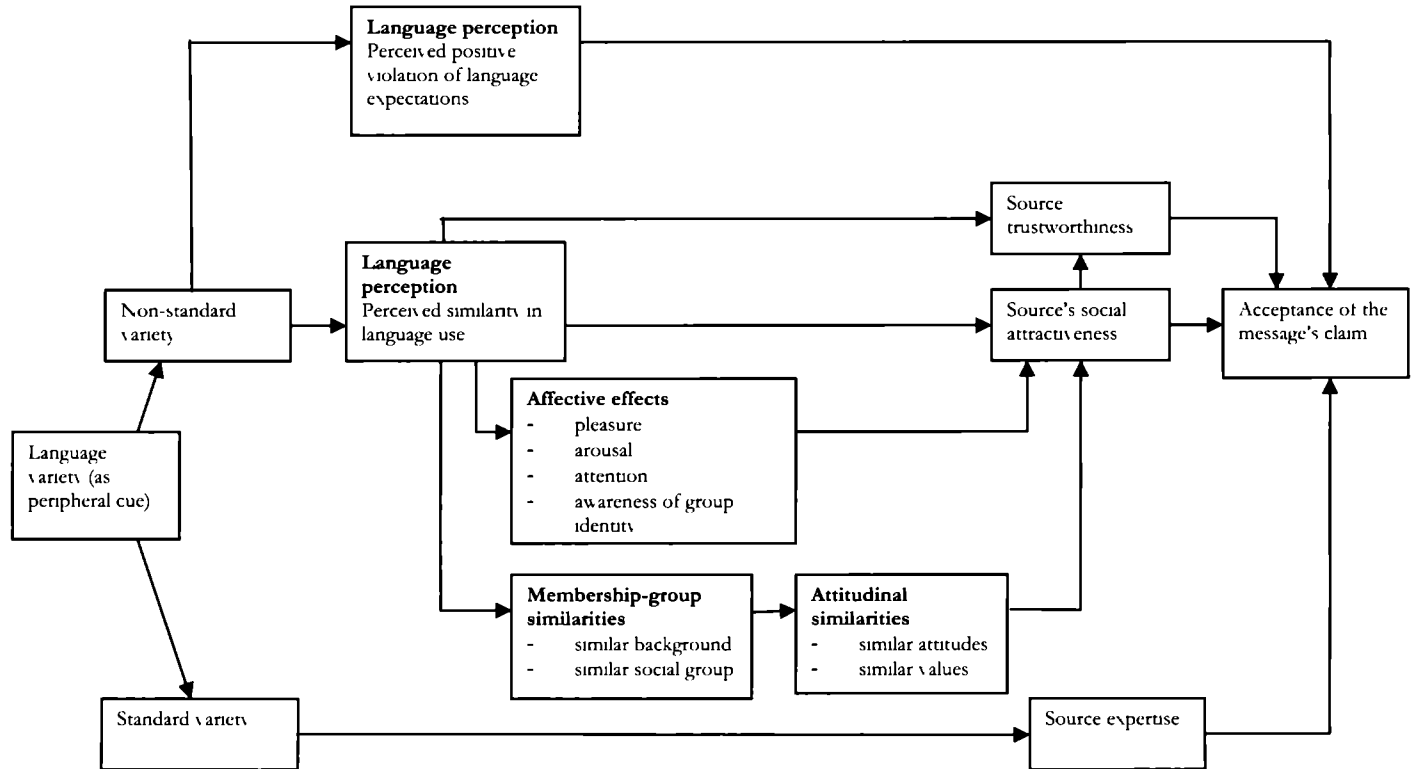 Language perception
Perceived positive
violation of language
expectations
Source
trustworthiness
Language
perception
Perceived similarity in
language use
Non-standard
variety
Source's social
attractiveness
Acceptance of the
message's claim
Affective effects
- pleasure
- arousal
- attention
- awareness of group
identity
Language
variety (as
peripheral cue)
Membership-group
similarities
- similar background
- similar social group
Attitudinal
similarities
- similar attitudes
- similar values
Standard variety
Source expertise